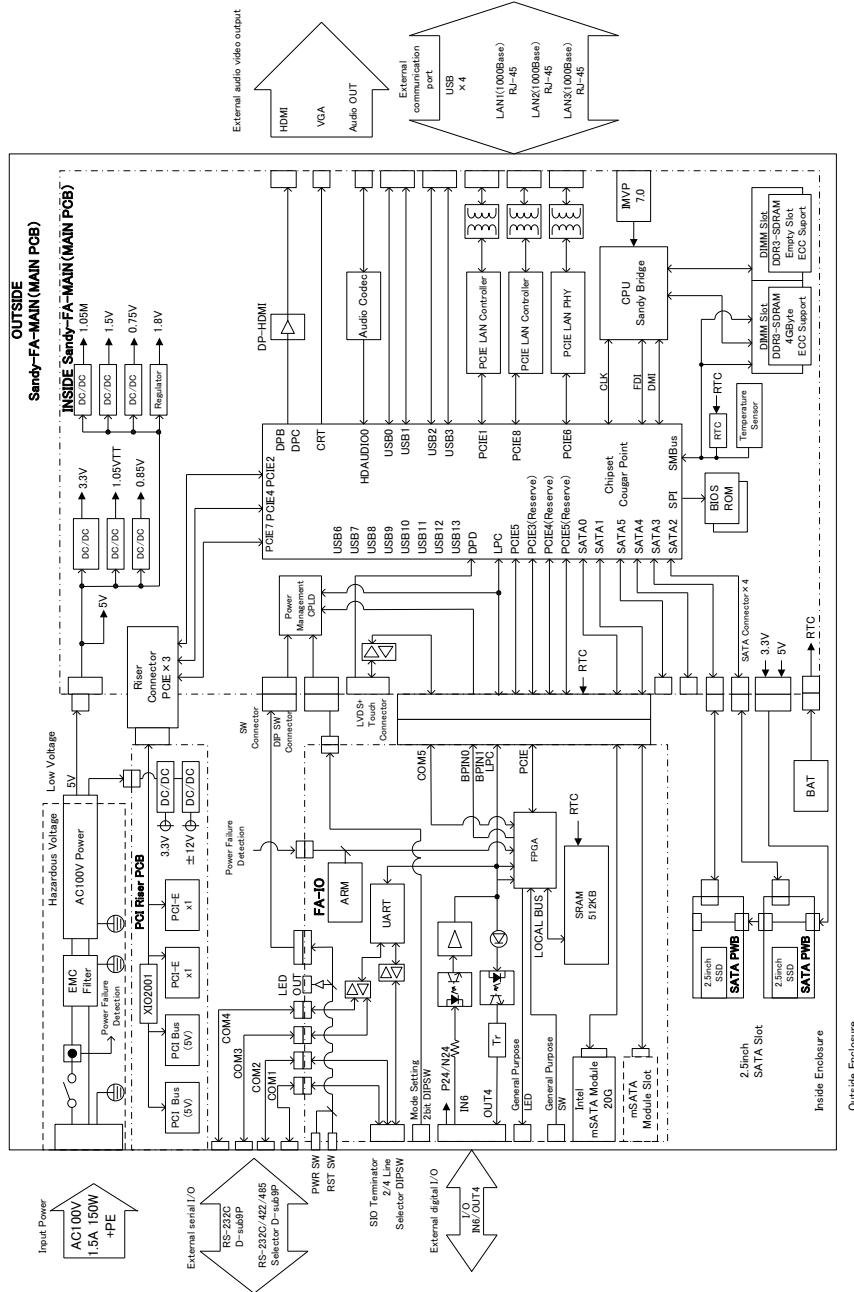 OUTSIDE
Sandy-FA-MAIN(MAIN PCB)
INSIDE Sandy-FA-MAIN(MAIN PCB)
Input Power
AC100V
1.5A 150W
+PE
Hazardous Voltage
Low Voltage
EMC
Filter
AC100V Power
Power Failure
Detection
5V
5V
DC/DC
3.3V
DC/DC
1.05VTT
DC/DC
0.85V
DC/DC
1.05M
DC/DC
1.5V
DC/DC
0.75V
Regulator
1.8V
PCI Riser PCB
PCI Bus
(5V)
PCI Bus
(5V)
XIO2001
PCI-E
x1
PCI-E
x1
3.3V
DC/DC
±12V
DC/DC
Riser
Connector
PCIE×3
PCIE7
PCIE4
PCIE2
External serial I/O
RS-232C
D-sub9P
RS-232C/422/485
Selector D-sub9P
COM4
COM3
COM2
COM1
LED
OUT
PWR SW
RST SW
Power Failure
Detection
SW
Connector
DIP SW
Connector
LVDS+
Touch
Connector
Power
Management
CPLD
FA-IO
ARM
UART
SIO Terminator
2/4 Line
Selector DIPSW
Mode Setting
2bit DIPSW
P24/N24
IN6
OUT4
Tr
External digital I/O
I/O
IN6/OUT4
General Purpose
LED
General Purpose
SW
LOCAL BUS
FPGA
COM5
BPIN0
BPIN1
LPC
PCIE
RTC
SRAM
512KB
Intel
mSATA Module
20G
mSATA
Module Slot
USB6
USB7
USB8
USB9
USB10
USB11
USB12
USB13
DPD
LPC
PCIE5
PCIE3(Reserve)
PCIE4(Reserve)
PCIE5(Reserve)
SATA0
SATA1
SATA5
SATA4
SATA3
SATA2
RTC
Chipset
Cougar Point
DPB
DPC
CRT
HDAUDIO0
USB0
USB1
USB2
USB3
PCIE1
PCIE8
PCIE6
SMBus
SPI
DP-HDMI
Audio Codec
PCIE LAN Controller
PCIE LAN Controller
PCIE LAN PHY
CLK
FDI
DMI
CPU
Sandy Bridge
IMVP
7.0
BIOS
ROM
RTC
RTC
Temperature
Sensor
DIMM Slot
DDR3-SDRAM
4GByte
ECC Support
DIMM Slot
DDR3-SDRAM
Empty Slot
ECC Suport
SATA Connector×4
3.3V
5V
RTC
BAT
2.5inch
SSD
SATA PWB
2.5inch
SSD
SATA PWB
2.5inch
SATA Slot
Inside Enclosure
Outside Enclosure
External audio video output
HDMI
VGA
Audio OUT
External
communication
port
USB
×4
LAN1(1000Base)
RJ-45
LAN2(1000Base)
RJ-45
LAN3(1000Base)
RJ-45